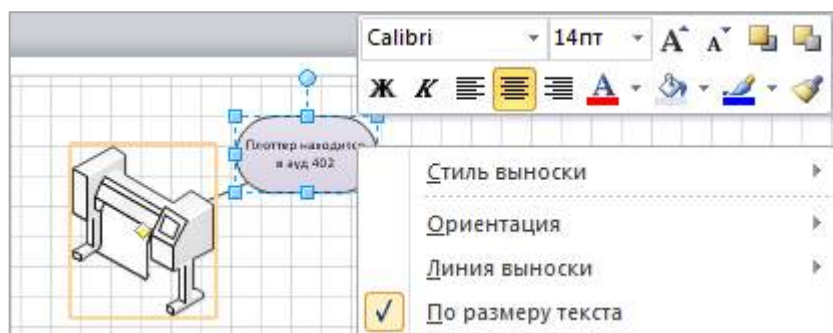 Calibri 14пт А А
Ж К А
Плоттер находится
в ауд 402
Стиль выноски
Ориентация
Линия выноски
По размеру текста